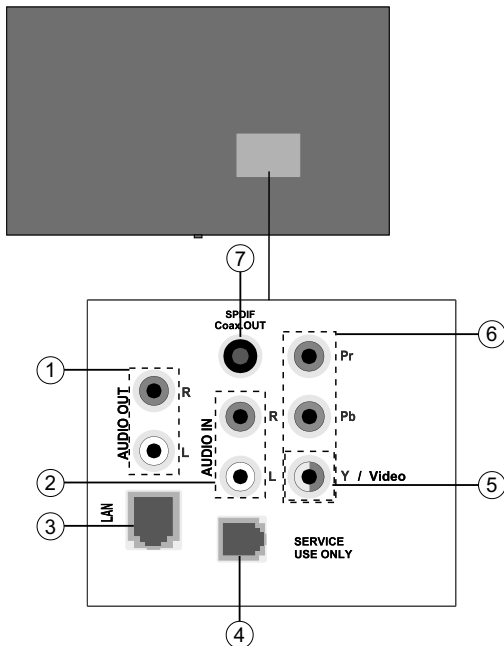 7
SPDIF
Coax.OUT
6
1
Pr
AUDIO OUT
R
AUDIO IN
R
Pb
L
2
L
Y / Video
5
LAN
3
SERVICE
USE ONLY
4